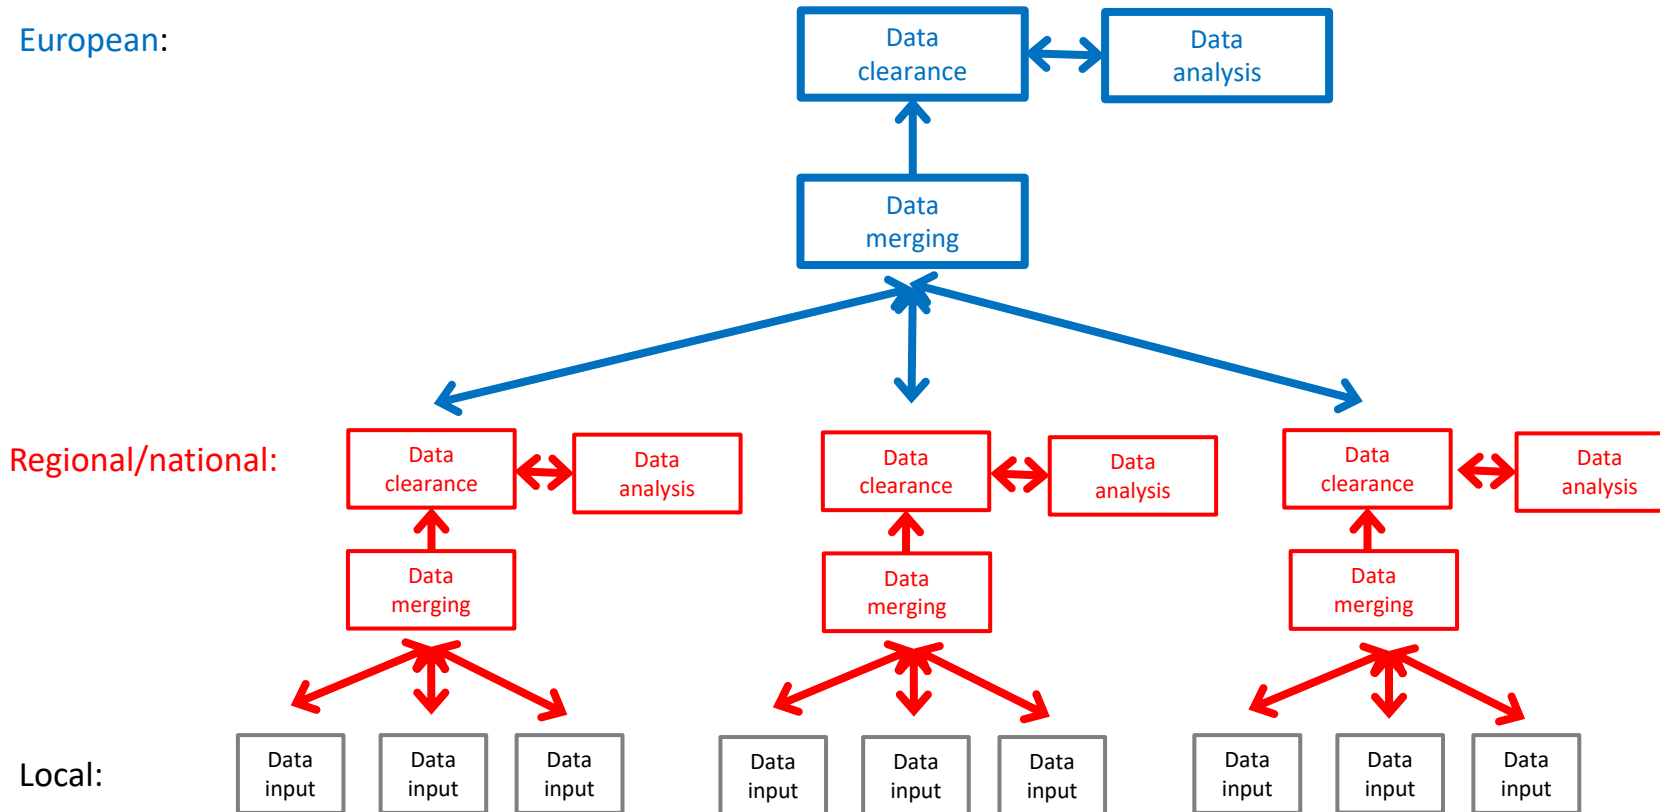 European:
Data
clearance
Data
analysis
Data
merging
Regional/national:
Data
clearance
Data
analysis
Data
clearance
Data
analysis
Data
clearance
Data
analysis
Data
merging
Data
merging
Data
merging
Local:
Data
input
Data
input
Data
input
Data
input
Data
input
Data
input
Data
input
Data
input
Data
input